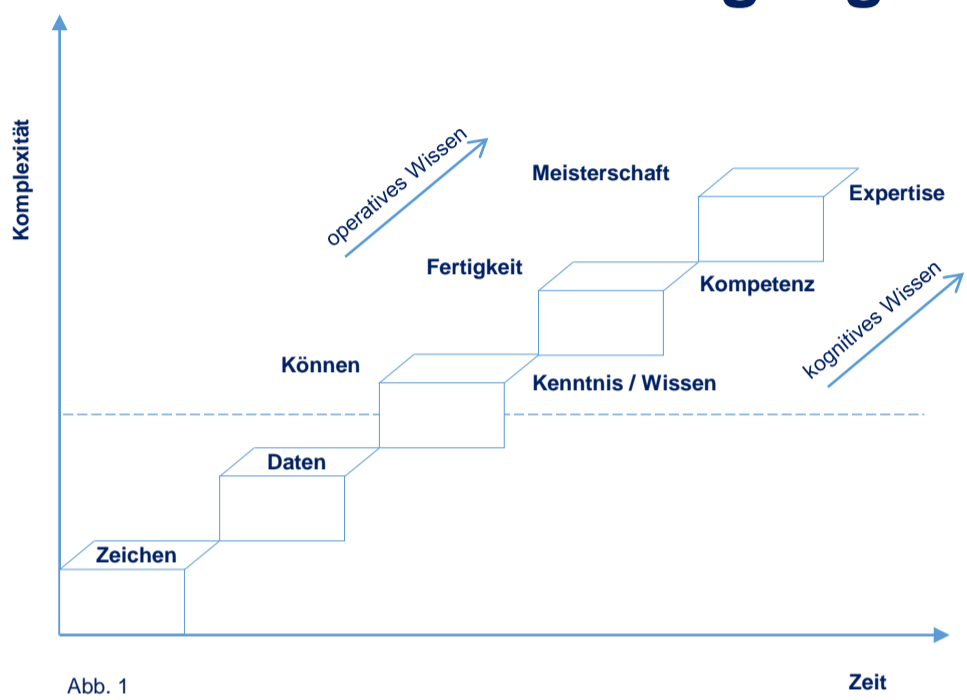 Komplexität
operatives Wissen
Meisterschaft
Expertise
Fertigkeit
Kompetenz
kognitives Wissen
Können
Kenntnis / Wissen
Daten
Zeichen
Abb. 1
Zeit